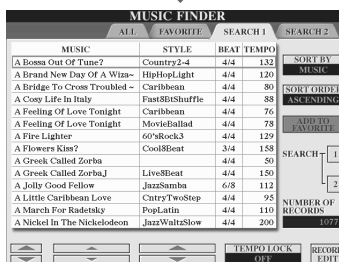 MUSIC FINDER
ALL FAVORITE SEARCH 1 SEARCH 2
MUSIC STYLE BEAT TEMPO
A Bossa Out Of Tune? Country2-4 4/4 132
A Brand New Day Of A Wiza~ HipHopLight 4/4 120
A Bridge To Cross Troubled ~ Caribbean 4/4 80
A Cosy Life In Italy Fast8BtShuffle 4/4 88
A Feeling Of Love Tonight Caribbean 4/4 76
A Feeling Of Love Tonight MovieBallad 4/4 78
A Fire Lighter 60'sRock3 4/4 129
A Flowers Kiss? Cool8Beat 3/4 158
A Greek Called Zorba 4/4 50
A Greek Called ZorbaJ Live8Beat 4/4 150
A Jolly Good Fellow JazzSamba 6/8 112
A Little Caribbean Love CntryTwoStep 4/4 95
A March For Radetsky PopLatin 4/4 110
A Nickel In The Nickelodeon JazzWaltzSlow 4/4 200
SORT BY
MUSIC
SORT ORDER
ASCENDING
ADD TO
FAVORITE
SEARCH 1
2
NUMBER OF
RECORDS
1077
TEMPO LOCK
OFF
RECORD
EDIT